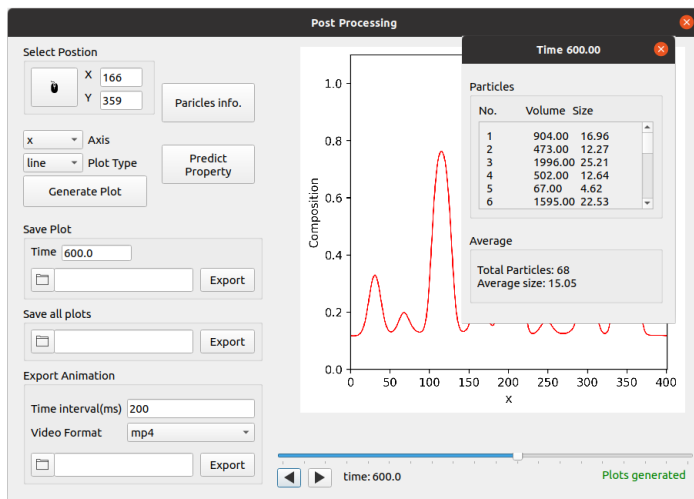 Post Processing
Select Postion
X 166
Y 359
Paricles info.
x Axis
line Plot Type
Predict
Property
Generate Plot
Save Plot
Time 600.0
Export
Save all plots
Export
Export Animation
Time interval(ms) 200
Video Format mp4
Export
Composition
1.0
0.8
0.6
0.4
0.2
0.0
0 50 100 150 200 250 300 350 400
x
Time 600.00
Particles
No. Volume Size
1 904.00 16.96
2 473.00 12.27
3 1996.00 25.21
4 502.00 12.64
5 67.00 4.62
6 1595.00 22.53
Average
Total Particles: 68
Average size: 15.05
time: 600.0
Plots generated